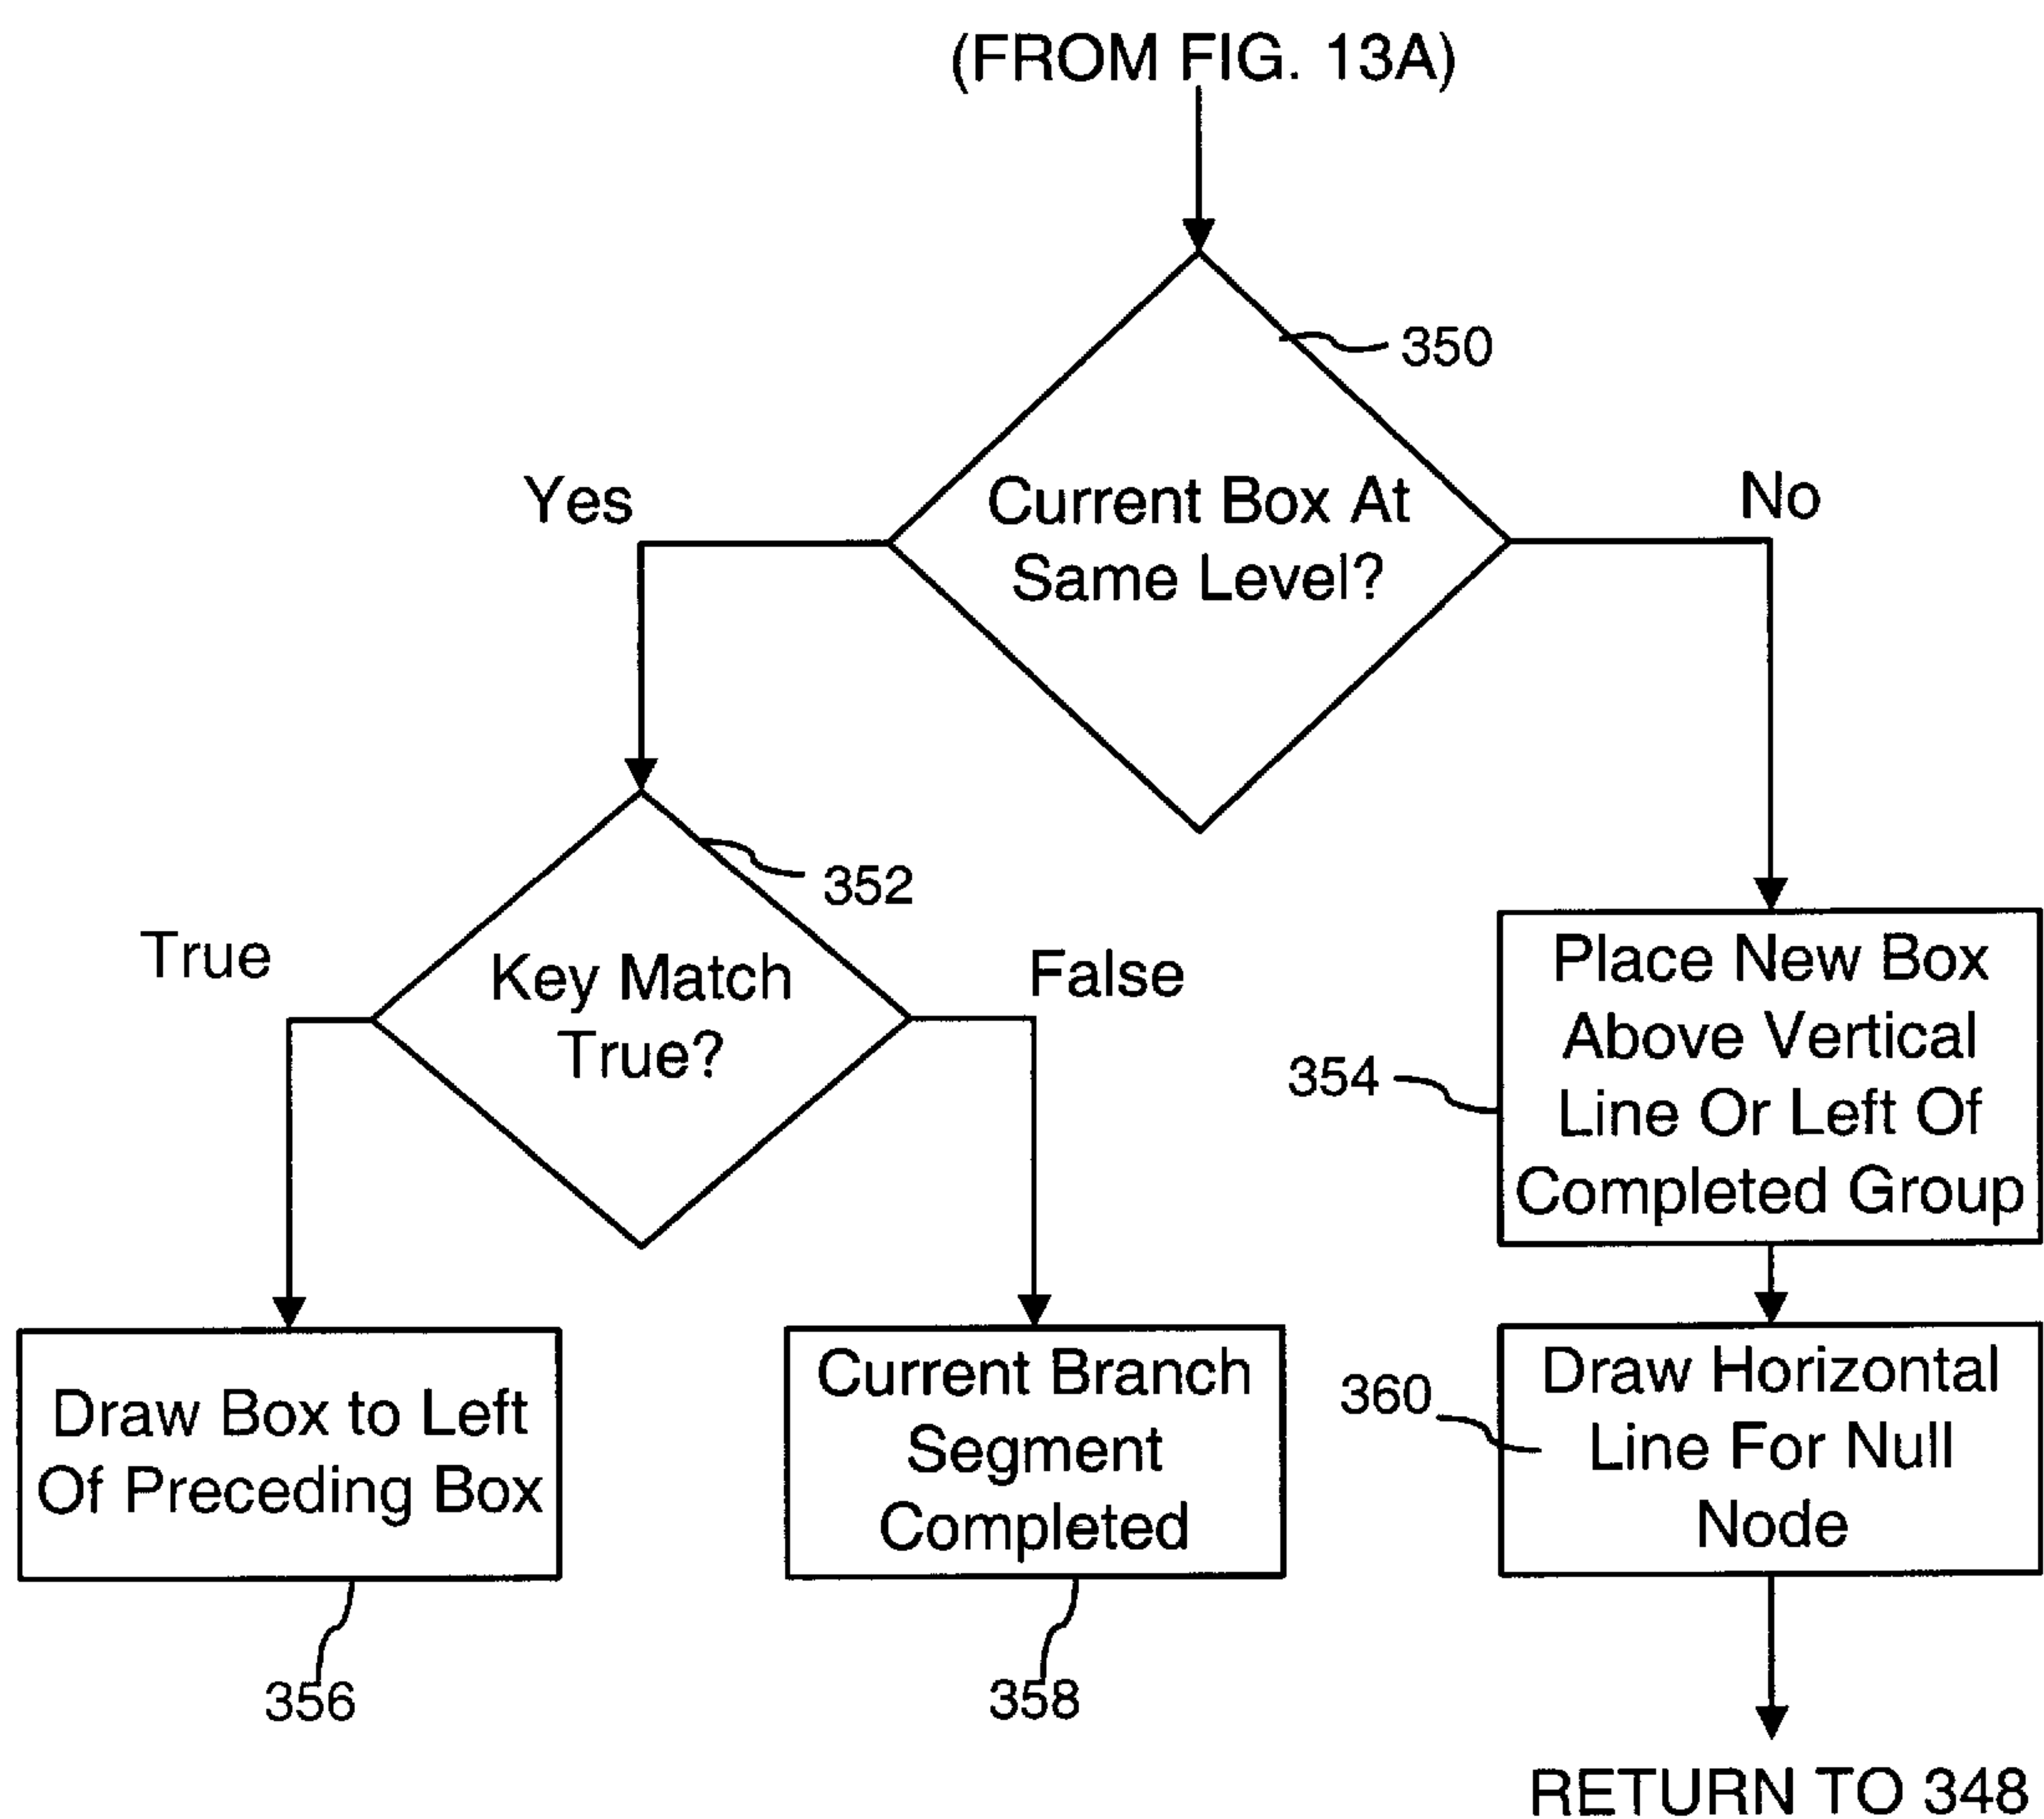 (FROM FIG. 13A)
350
Current Box At
Same Level?
Yes
No
352
Key Match
True?
True
False
Place New Box
Above Vertical
Line Or Left Of
Completed Group
354
Draw Box to Left
Of Preceding Box
356
Current Branch
Segment
Completed
358
Draw Horizontal
Line For Null
Node
360
RETURN TO 348